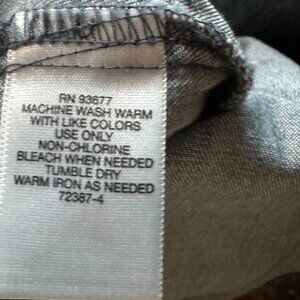 RN 93677
MACHINE WASH WARM
WITH LIKE COLORS
USE ONLY
NON-CHLORINE
BLEACH WHEN NEEDED
TUMBLE DRY
WARM IRON AS NEEDED
72387-4